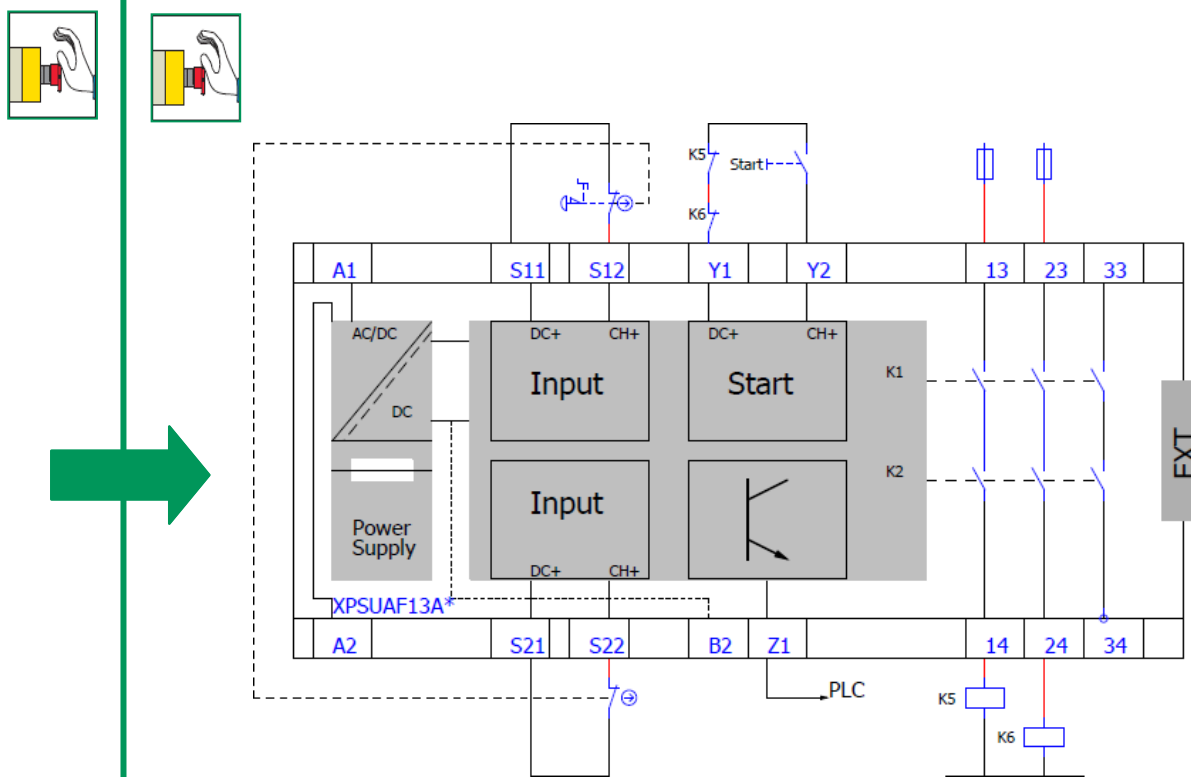 K5
Start
K6
A1
S11
S12
Y1
Y2
13
23
33
AC/DC
DC+
CH+
DC+
CH+
Input
Start
K1
DC
EXT
K2
Input
Power
Supply
DC+
CH+
XPSUAF13A*
A2
S21
S22
B2
Z1
14
24
34
PLC
K5
K6